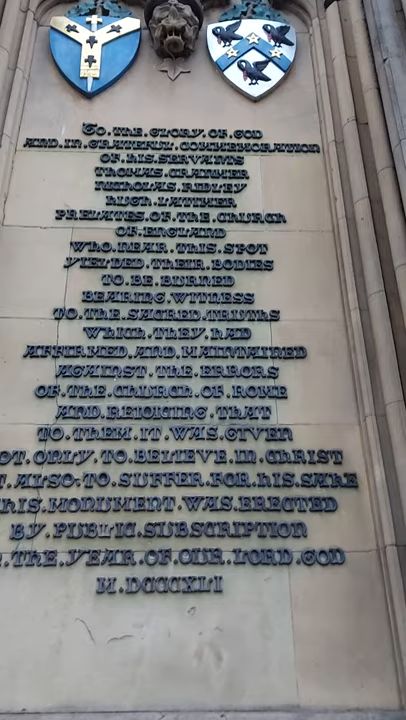 TO.THE.GLORY.OF.GOD
AND.IN.GRATEFUL.COMMEMORATION
OF.HIS.SERVANTS
THOMAS.CRANMER
NICHOLAS.RIDLEY
HUGH.LATIMER
PRELATES.OF.THE.CHURCH
OF.ENGLAND
WHO.NEAR.THIS.SPOT
YIELDED.THEIR.BODIES
TO.BE.BURNED
BEARING.WITNESS
TO.THE.SACRED.TRUTHS
WHICH.THEY.HAD
AFFIRMED.AND.MAINTAINED
AGAINST.THE.ERRORS
OF.THE.CHURCH.OF.ROME
AND.REJOICING.THAT
TO.THEM.IT.WAS.GIVEN
OT.ONLY.TO.BELIEVE.IN.CHRIST
T.ALSO.TO.SUFFER.FOR.HIS.SAKE
HIS.MONUMENT.WAS.ERECTED
BY.PUBLIC.SUBSCRIPTION
.THE.YEAR.OF.OUR.LORD.GOD
M.DCCCXLI